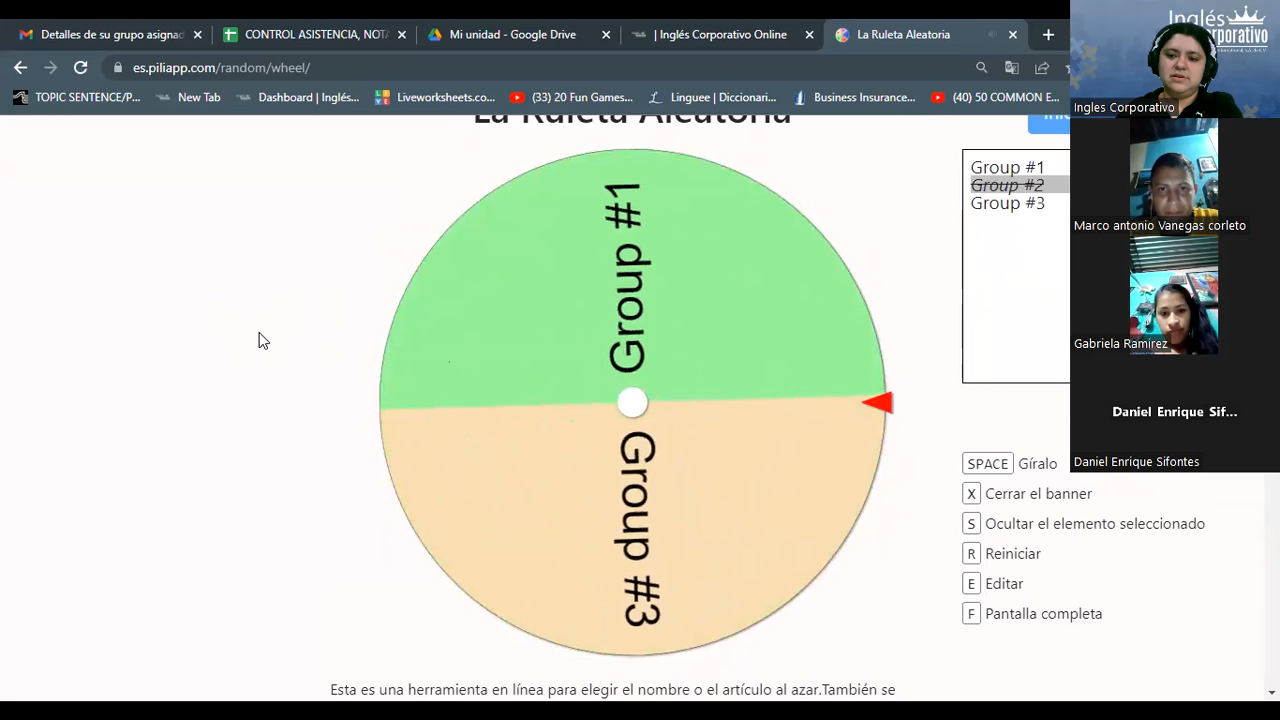 Detalles de su grupo asignad
CONTROL ASISTENCIA, NOTA
Mi unidad - Google Drive
| Inglés Corporativo Online
La Ruleta Aleatoria
es.piliapp.com/random/wheel/
TOPIC SENTENCE/P...
New Tab
Dashboard | Inglés...
Liveworksheets.co...
(33) 20 Fun Games...
Linguee | Diccionari...
Business Insurance...
(40) 50 COMMON E...
La Ruleta Aleatoria
Group #1
Group #3
Group #1
Group #2
Group #3
SPACE Gíralo
X Cerrar el banner
S Ocultar el elemento seleccionado
R Reiniciar
E Editar
F Pantalla completa
Esta es una herramienta en línea para elegir el nombre o el artículo al azar.También se
Inglés
Corporativo
Ingles Corporativo
Marco antonio Vanegas corleto
Gabriela Ramirez
Daniel Enrique Sif...
Daniel Enrique Sifontes